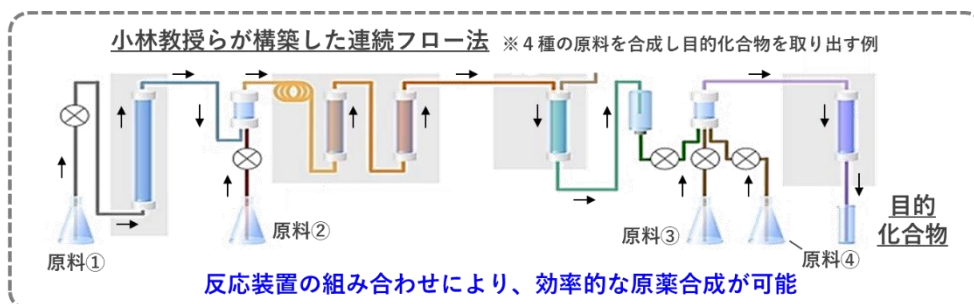 小林教授らが構築した連続フロー法 ※４種の原料を合成し目的化合物を取り出す例
原料①
原料②
原料③
原料④
目的
化合物
反応装置の組み合わせにより、効率的な原薬合成が可能